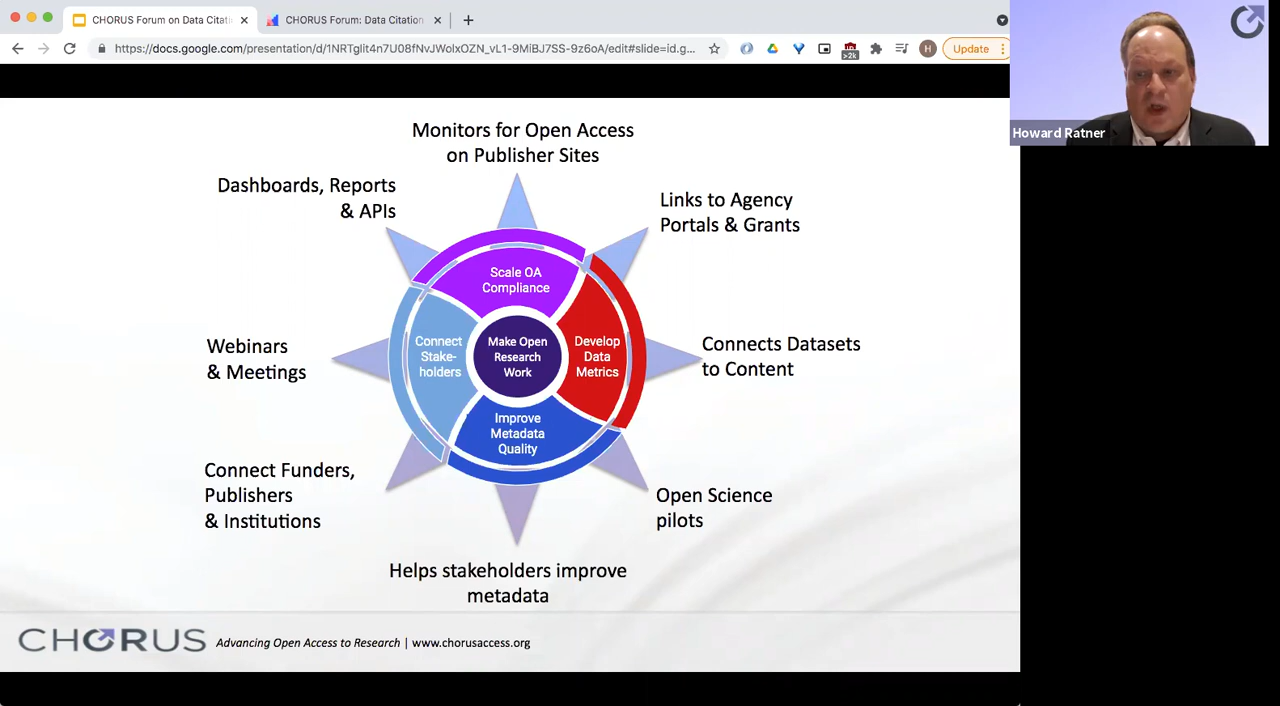 CHORUS Forum on Data Citati
CHORUS Forum: Data Citation
https://docs.google.com/presentation/d/1NRTglit4n7U08fNvJWolxOZN_vL1-9MiBJ7SS-9z6oA/edit#slide=id.g...
>2k
H
Update
Howard Ratner
Monitors for Open Access
on Publisher Sites
Dashboards, Reports
& APIs
Links to Agency
Portals & Grants
Scale OA
Compliance
Webinars
& Meetings
Connect
Stake-
holders
Make Open
Research
Work
Develop
Data
Metrics
Connects Datasets
to Content
Improve
Metadata
Quality
Connect Funders,
Publishers
& Institutions
Open Science
pilots
Helps stakeholders improve
metadata
CHORUS Advancing Open Access to Research | www.chorusaccess.org